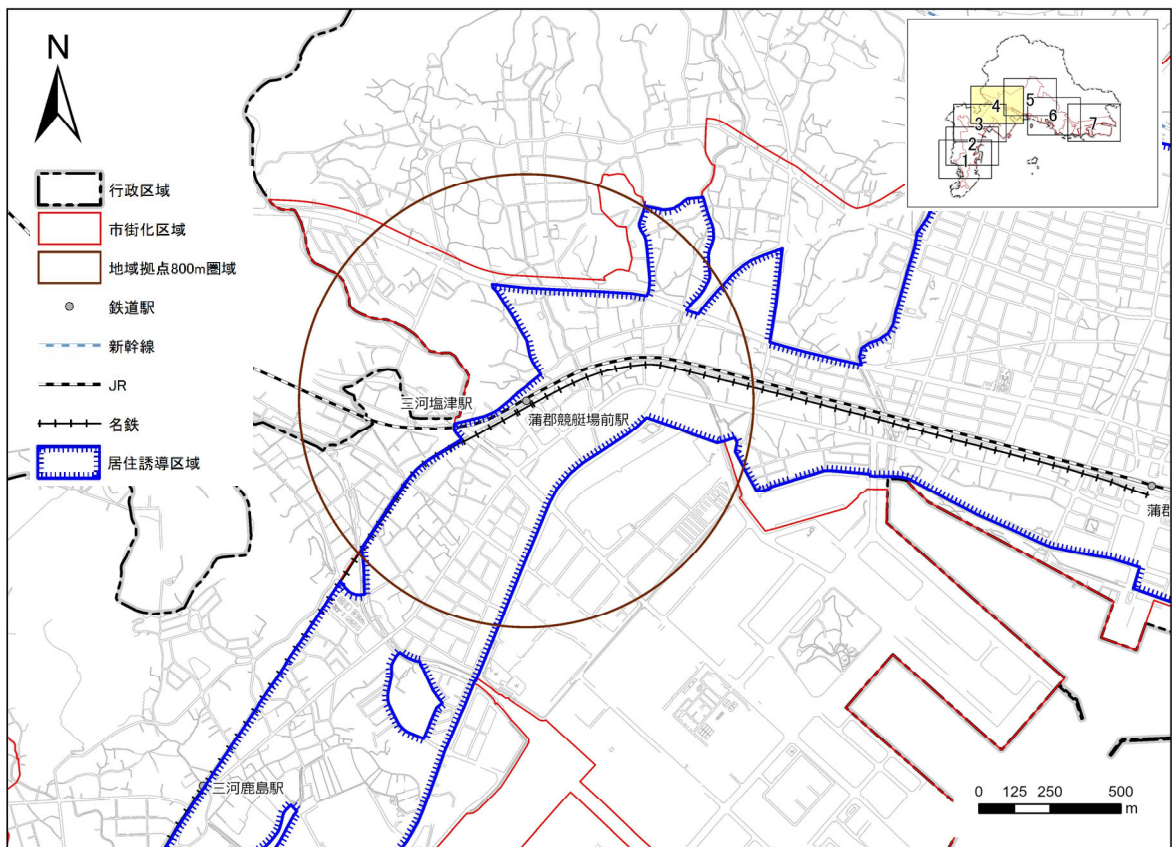 N
行政区域
市街化区域
地域拠点800m圏域
鉄道駅
新幹線
JR
名鉄
居住誘導区域
4
5
6
7
3
2
1
三河塩津駅
蒲郡競艇場前駅
蒲郡
三河鹿島駅
0 125 250 500
m